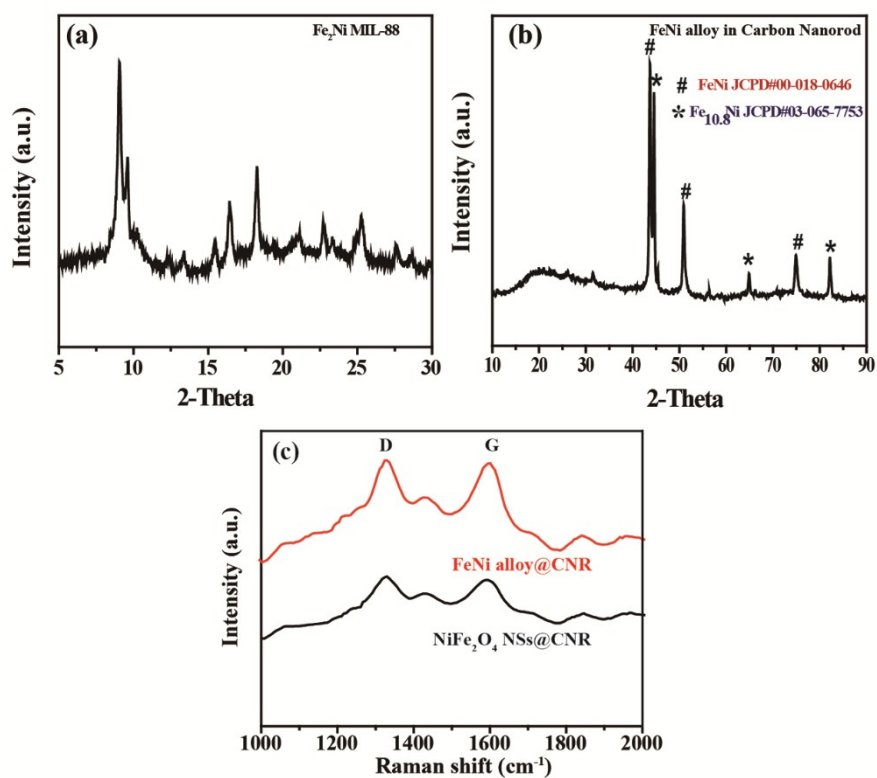 (a)
Fe₂Ni MIL-88
Intensity (a.u.)
5 10 15 20 25 30
2-Theta
(b)
FeNi alloy in Carbon Nanorod
# FeNi JCPD#00-018-0646
* Fe₁₀.₈Ni JCPD#03-065-7753
#
*
#
*
#
*
Intensity (a.u.)
10 20 30 40 50 60 70 80 90
2-Theta
(c)
D G
FeNi alloy@CNR
NiFe₂O₄ NSs@CNR
Intensity (a.u.)
1000 1200 1400 1600 1800 2000
Raman shift (cm⁻¹)